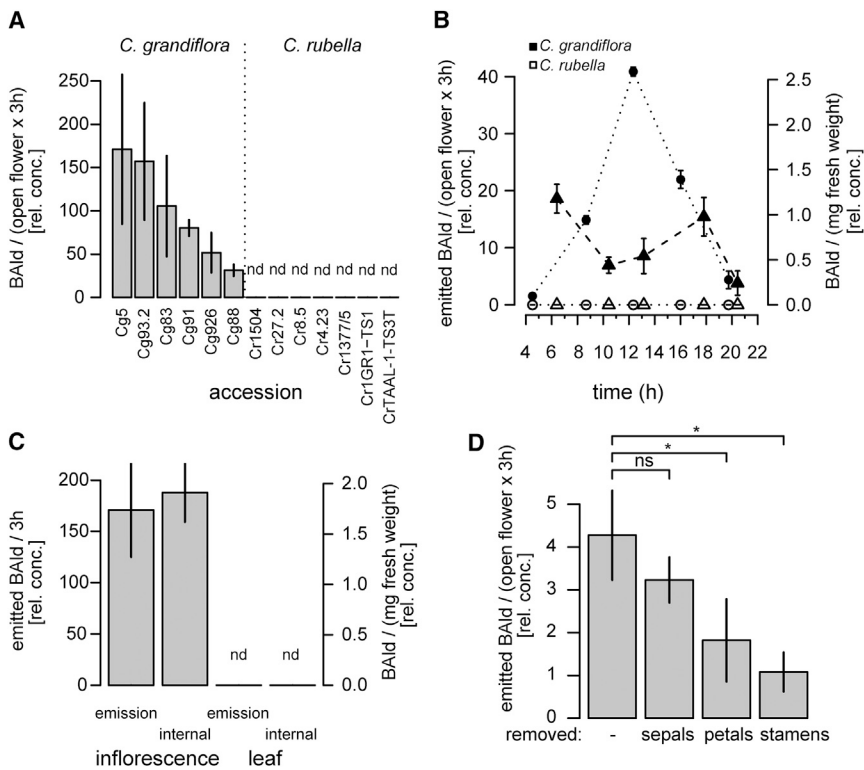 A
C. grandiflora
C. rubella
BAld / (open flower x 3h)
[rel. conc.]
250
200
150
100
50
0
nd nd nd nd nd nd nd
Cg5
Cg93.2
Cg83
Cg91
Cg926
Cg88
Cr1504
Cr27.2
Cr8.5
Cr4.23
Cr1377/5
Cr1GR1−TS1
CrTAAL-1-TS3T
accession
B
C. grandiflora
C. rubella
emitted BAld / (open flower x 3h)
[rel. conc.]
40
30
20
10
0
2.5
2.0
1.5
1.0
0.5
0.0
BAld / (mg fresh weight)
[rel. conc.]
4 6 8 10 12 14 16 18 20 22
time (h)
C
emitted BAld / 3h
[rel. conc.]
200
150
100
50
0
nd nd
2.0
1.5
1.0
0.5
0.0
BAld / (mg fresh weight)
[rel. conc.]
emission emission
internal internal
inflorescence leaf
D
*
*
ns
emitted BAld / (open flower x 3h)
[rel. conc.]
5
4
3
2
1
0
removed: - sepals petals stamens